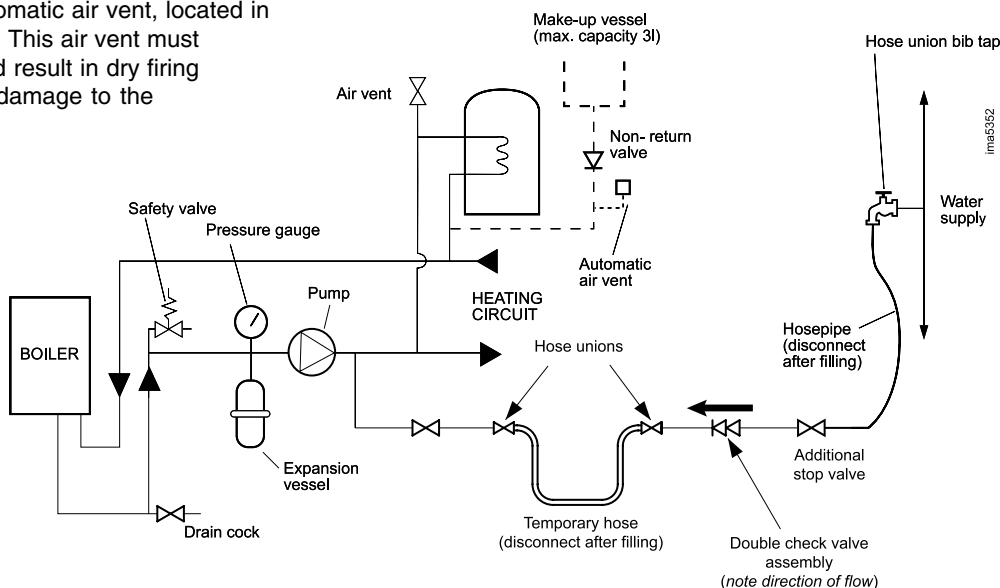 omatic air vent, located in
This air vent must
d result in dry firing
damage to the
Make-up vessel
(max. capacity 3l)
Hose union bib tap
Air vent
ima5352
Non- return
valve
Safety valve
Pressure gauge
Water
supply
Automatic
air vent
Pump
HEATING
CIRCUIT
BOILER
Hose unions
Hosepipe
(disconnect
after filling)
Expansion
vessel
Additional
stop valve
Drain cock
Temporary hose
(disconnect after filling)
Double check valve
assembly
(note direction of flow)